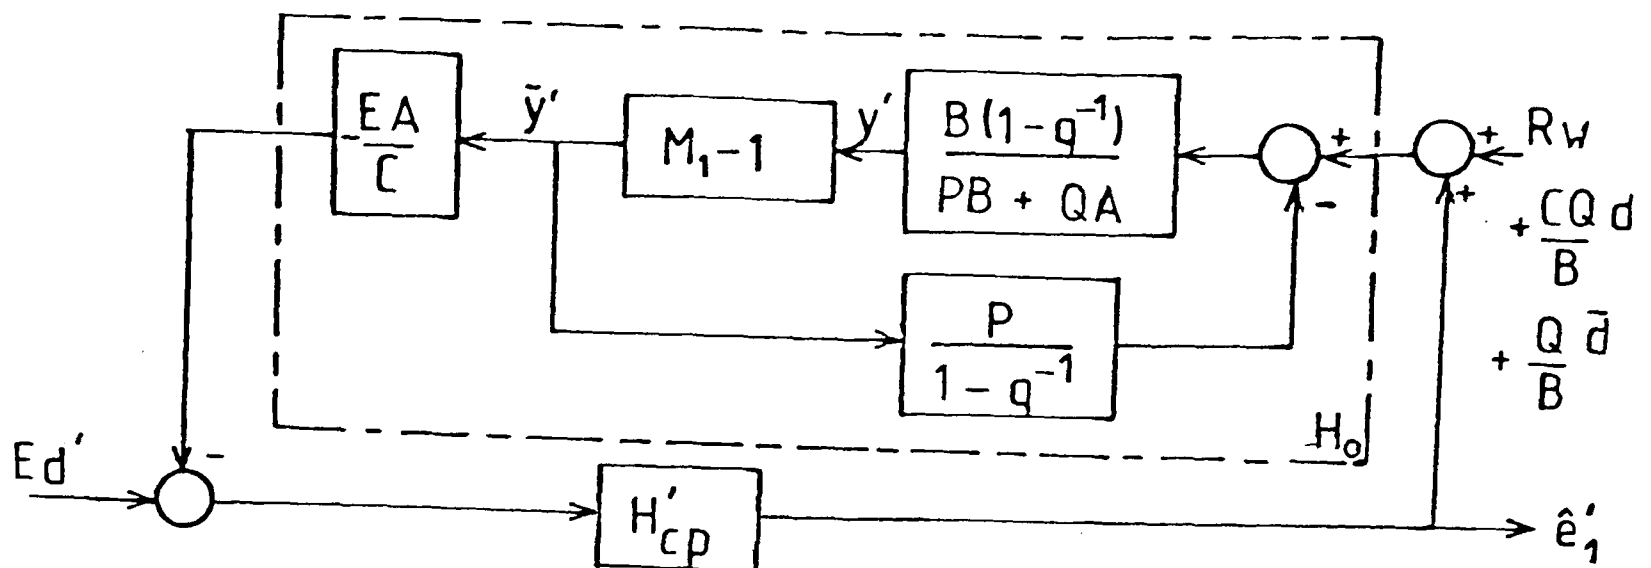 - EA / C
ȳ'
M₁ - 1
y'
B(1 - q⁻¹) / PB + QA
+
-
+
+
Rw
+ CQ / B d
+ Q / B d̄
P / 1 - q⁻¹
H₀
Ed'
-
H'cp
ê'₁